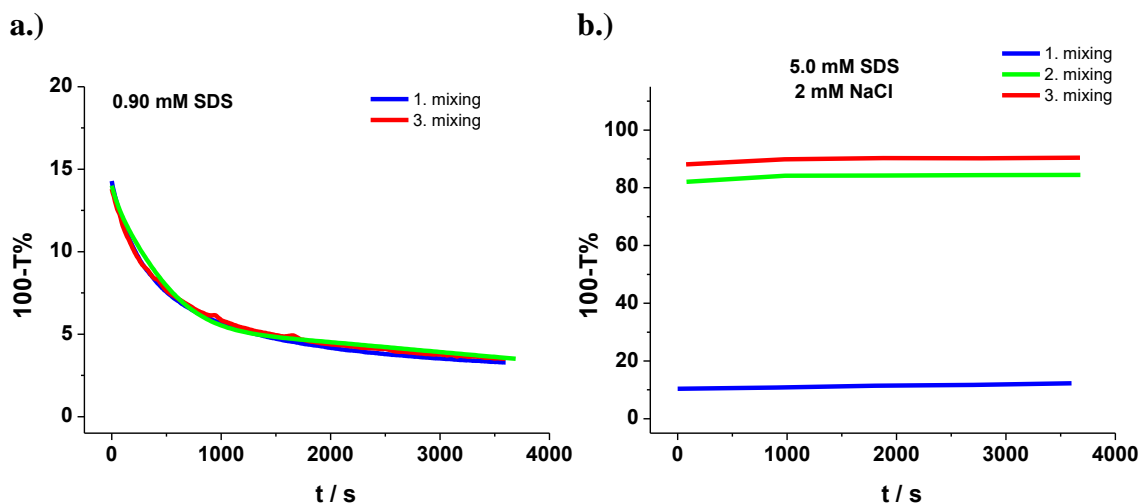 a.)
0.90 mM SDS
1. mixing
3. mixing
20
15
10
5
0
100-T%
0
1000
2000
3000
4000
t / s
b.)
5.0 mM SDS
2 mM NaCl
1. mixing
2. mixing
3. mixing
100
80
60
40
20
0
100-T%
0
1000
2000
3000
4000
t / s